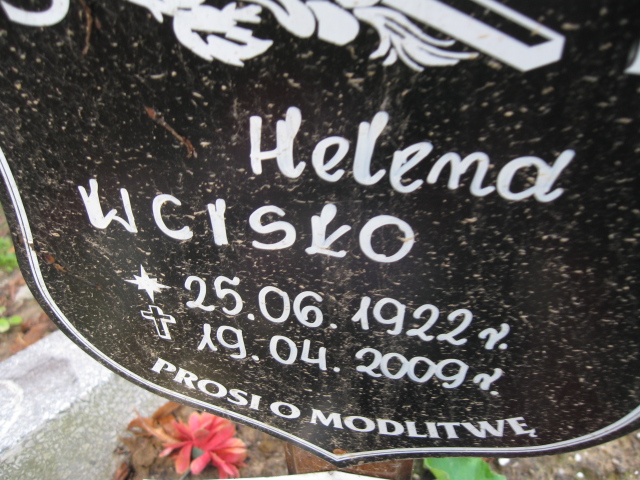 Helena
WCISŁO
25.06.1922 r.
19.04.2009 r.
PROSI O MODLITWĘ